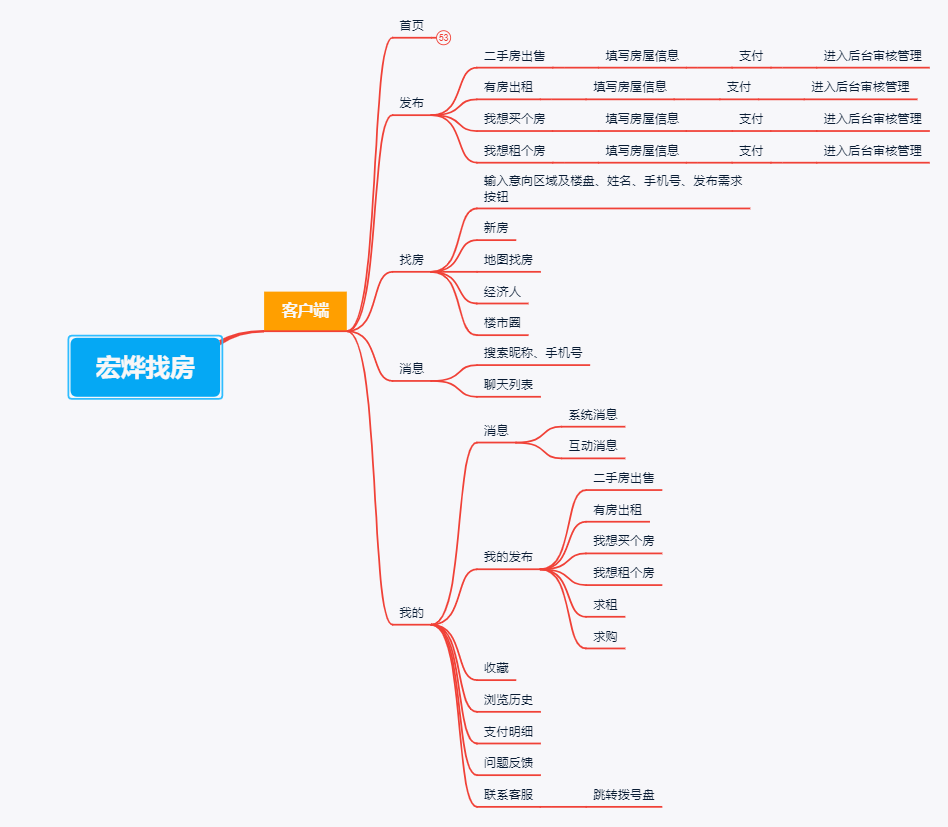 宏烨找房
客户端
首页
53
发布
二手房出售 填写房屋信息 支付 进入后台审核管理
有房出租 填写房屋信息 支付 进入后台审核管理
我想买个房 填写房屋信息 支付 进入后台审核管理
我想租个房 填写房屋信息 支付 进入后台审核管理
找房
输入意向区域及楼盘、姓名、手机号、发布需求
按钮
新房
地图找房
经济人
楼市圈
消息
搜索昵称、手机号
聊天列表
我的
消息
系统消息
互动消息
我的发布
二手房出售
有房出租
我想买个房
我想租个房
求租
求购
收藏
浏览历史
支付明细
问题反馈
联系客服 跳转拨号盘